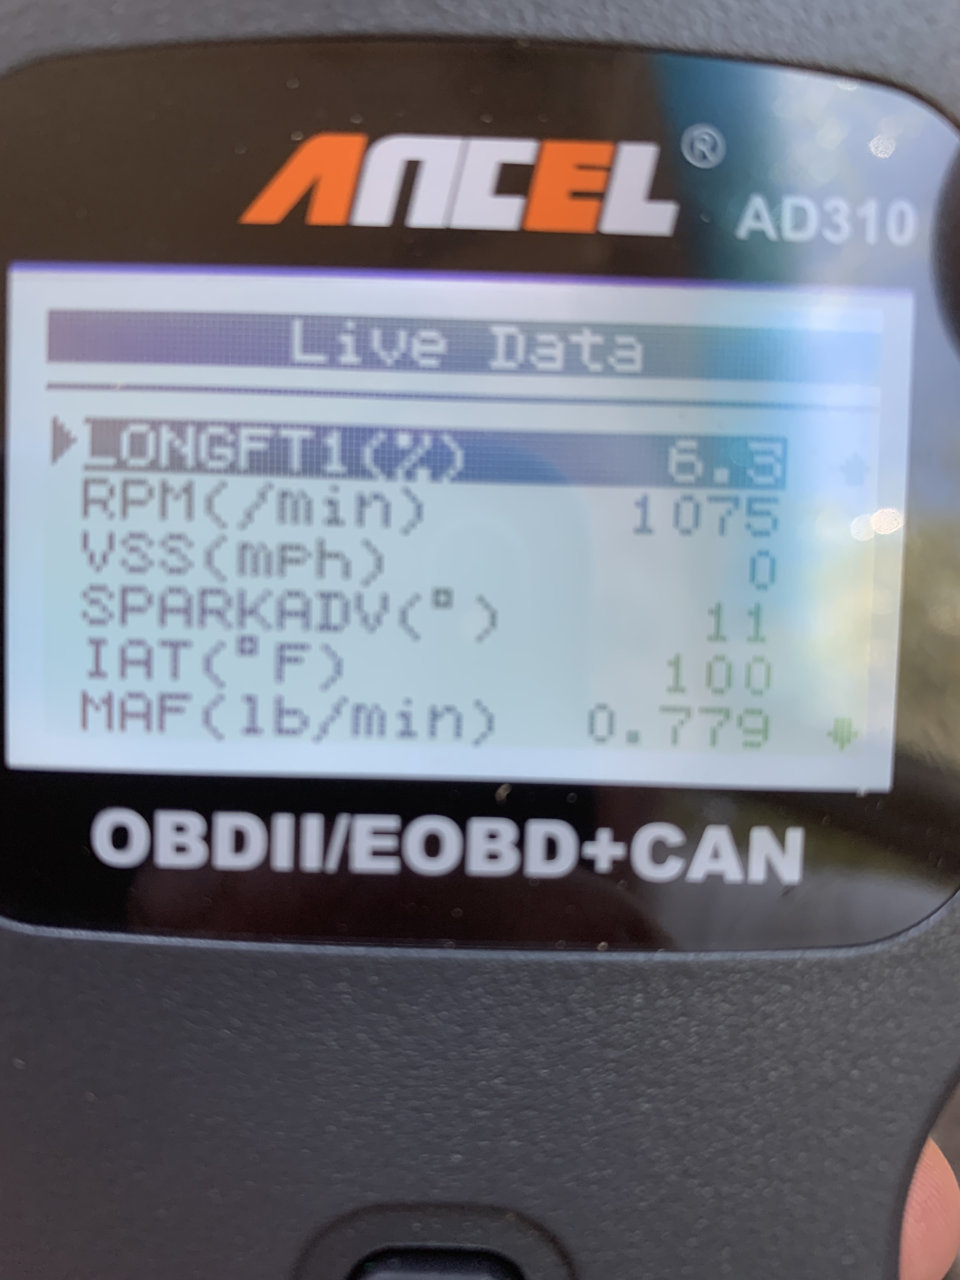 ANCEL ®
AD310
Live Data
LONGFT1(%) 6.3
RPM(/min) 1075
VSS(mph) 0
SPARKADV(°) 11
IAT(°F) 100
MAF(lb/min) 0.779
OBDII/EOBD+CAN